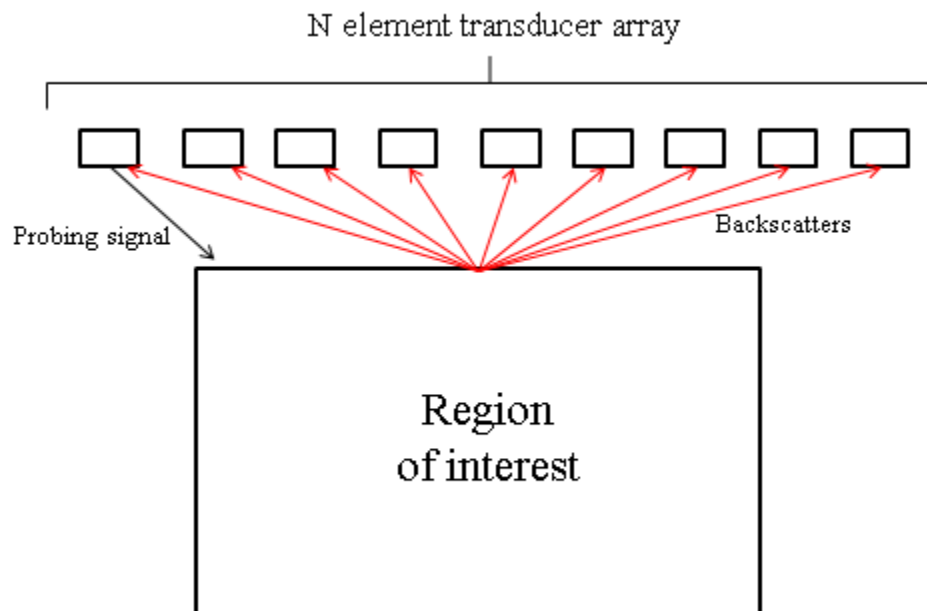 N element transducer array
Probing signal
Backscatters
Region
of interest